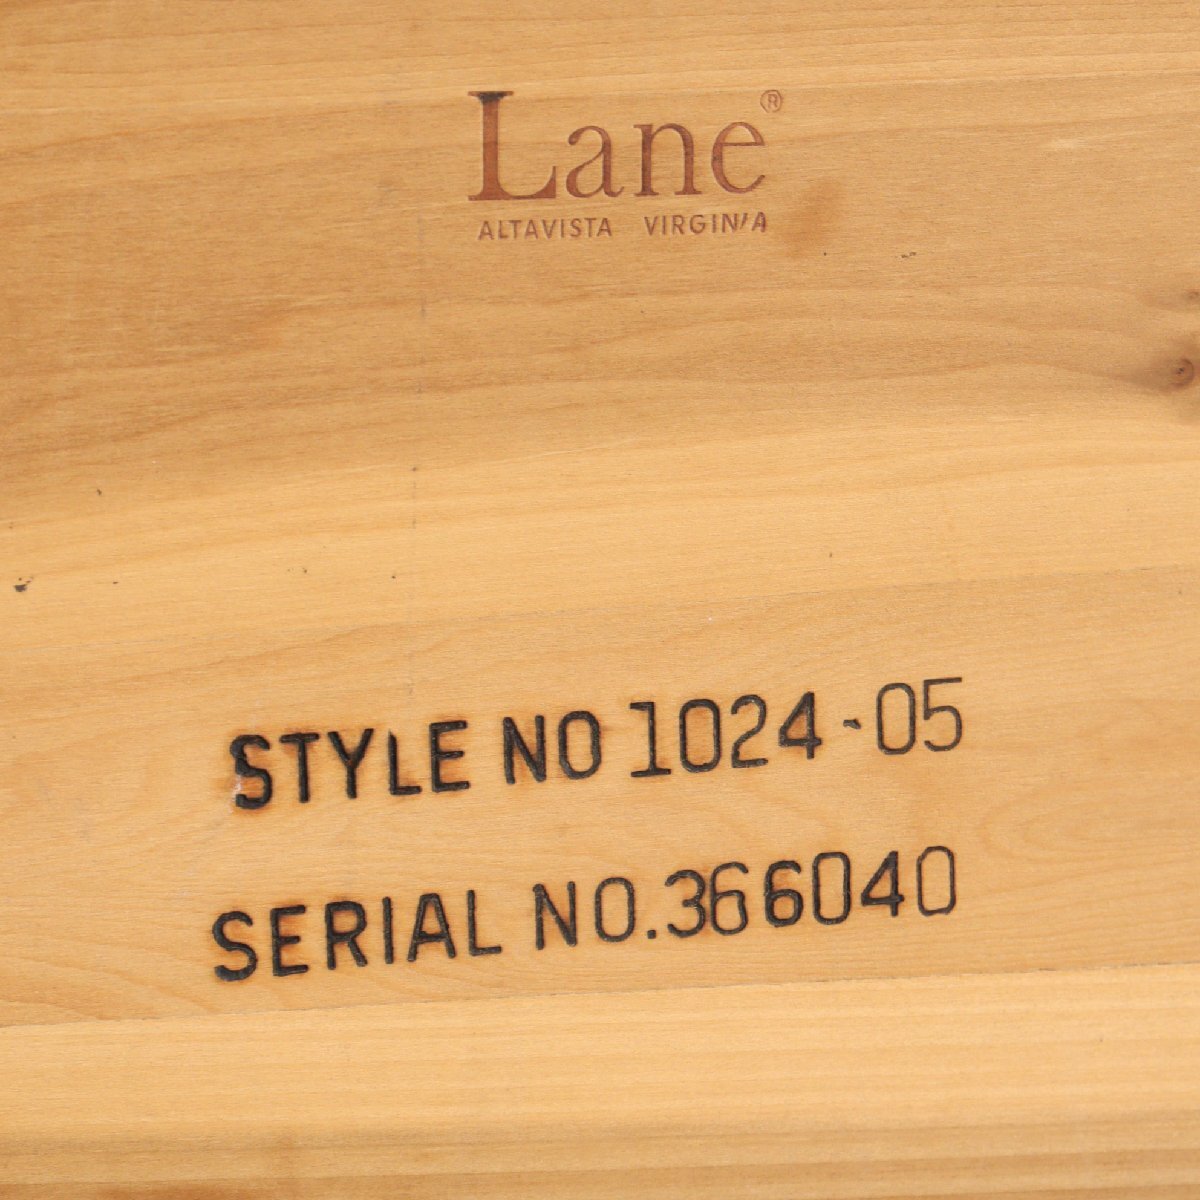 Lane®
ALTAVISTA VIRGINIA
STYLE NO 1024-05
SERIAL NO. 366040